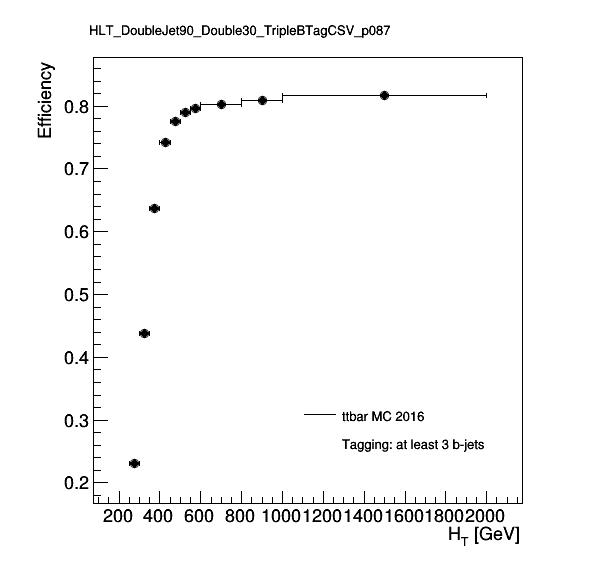 HLT_DoubleJet90_Double30_TripleBTagCSV_p087
Efficiency
0.8
0.7
0.6
0.5
0.4
0.3
0.2
ttbar MC 2016
Tagging: at least 3 b-jets
200 400 600 800 1000 1200 1400 1600 1800 2000
H_T [GeV]